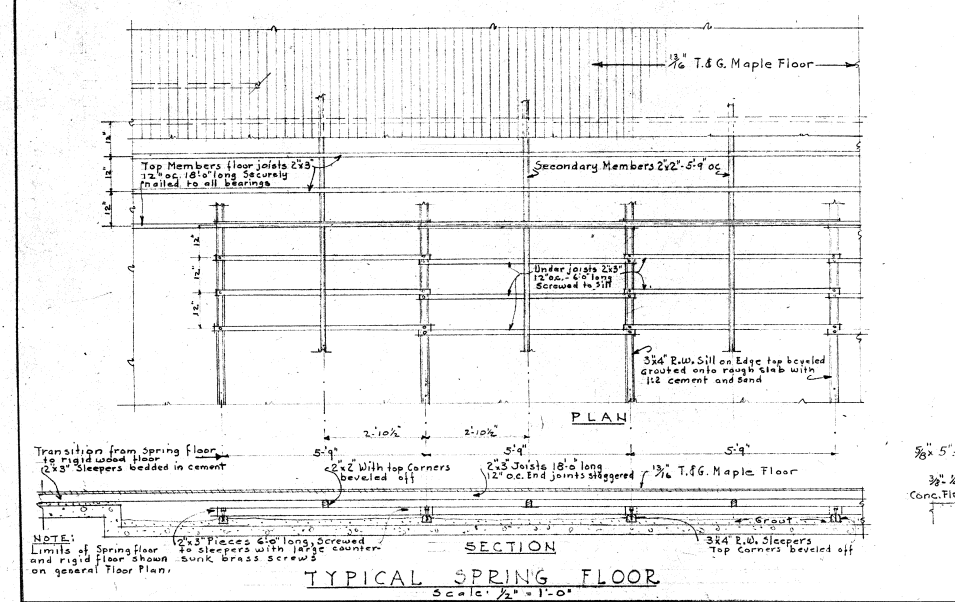 13/16" T.&G. Maple Floor
12"
Top Members floor joists 2"x3"
12" o.c. 18'-0" long Securely
nailed to all bearings
Secondary Members 2"x2"-5'-9" oc
12"
12"
12"
Under joists 2"x3"
12" o.c. - 6'-0" long
Screwed to Sill
12"
12"
3"x4" R.W. Sill on Edge top beveled
Grouted onto rough slab with
1:2 cement and sand
PLAN
2'-10½"
2'-10½"
Transition from Spring floor
to rigid wood floor
2"x3" Sleepers bedded in cement
5'-9"
5'-9"
5'-9"
2"x2" With top Corners
beveled off
2"x3" Joists 18'-0" long
12" O.C. End joints staggered
13/16" T.&G. Maple Floor
5/8" x 5"
Conc. Fl
Grout
NOTE:
Limits of Spring floor
and rigid floor shown
on general Floor Plan.
2"x3" Pieces 6'-0" long, Screwed
to sleepers with large counter-
sunk brass screws
SECTION
3"x4" R.W. Sleepers
Top Corners beveled off
TYPICAL SPRING FLOOR
Scale: ½" = 1'-0"